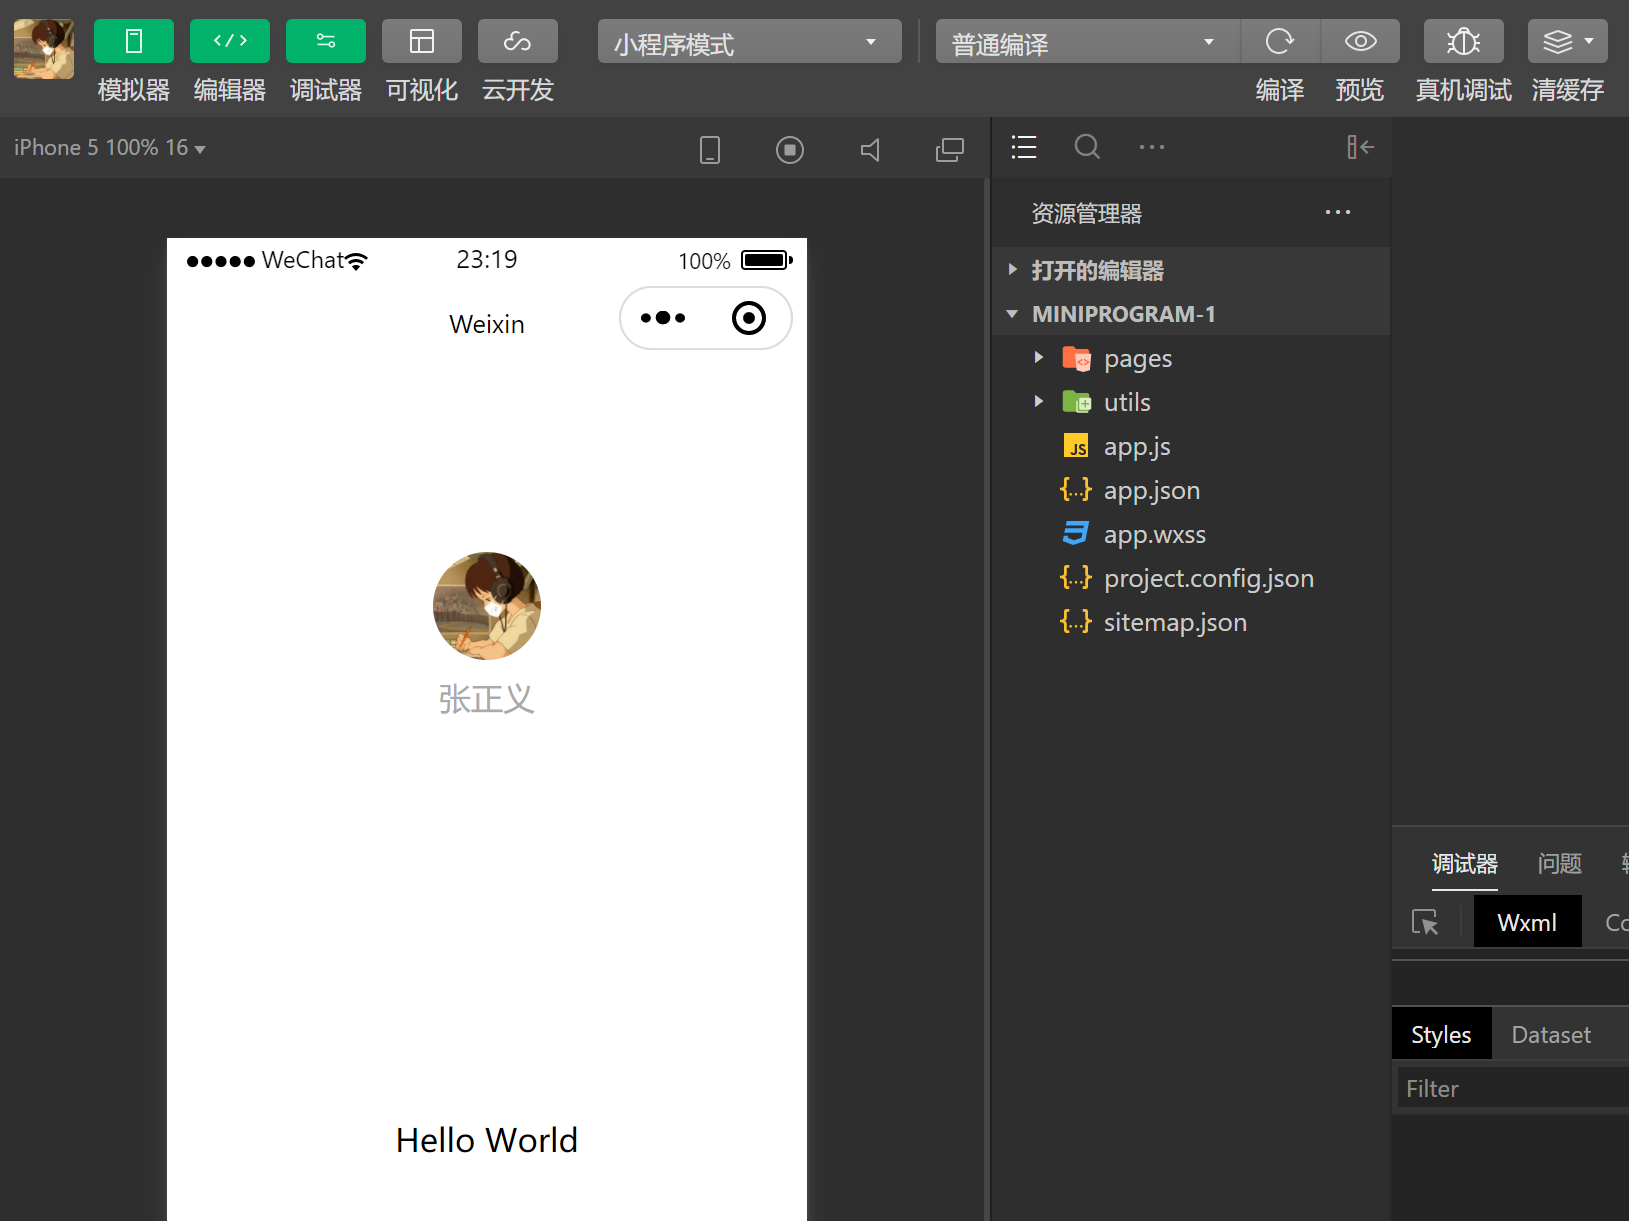 模拟器 编辑器 调试器 可视化 云开发
小程序模式
普通编译
编译 预览 真机调试 清缓存
iPhone 5 100% 16
WeChat 23:19 100%
Weixin
张正义
Hello World
资源管理器
打开的编辑器
MINIPROGRAM-1
pages
utils
JS app.js
{...} app.json
app.wxss
{...} project.config.json
{...} sitemap.json
调试器 问题
Wxml
Styles Dataset
Filter